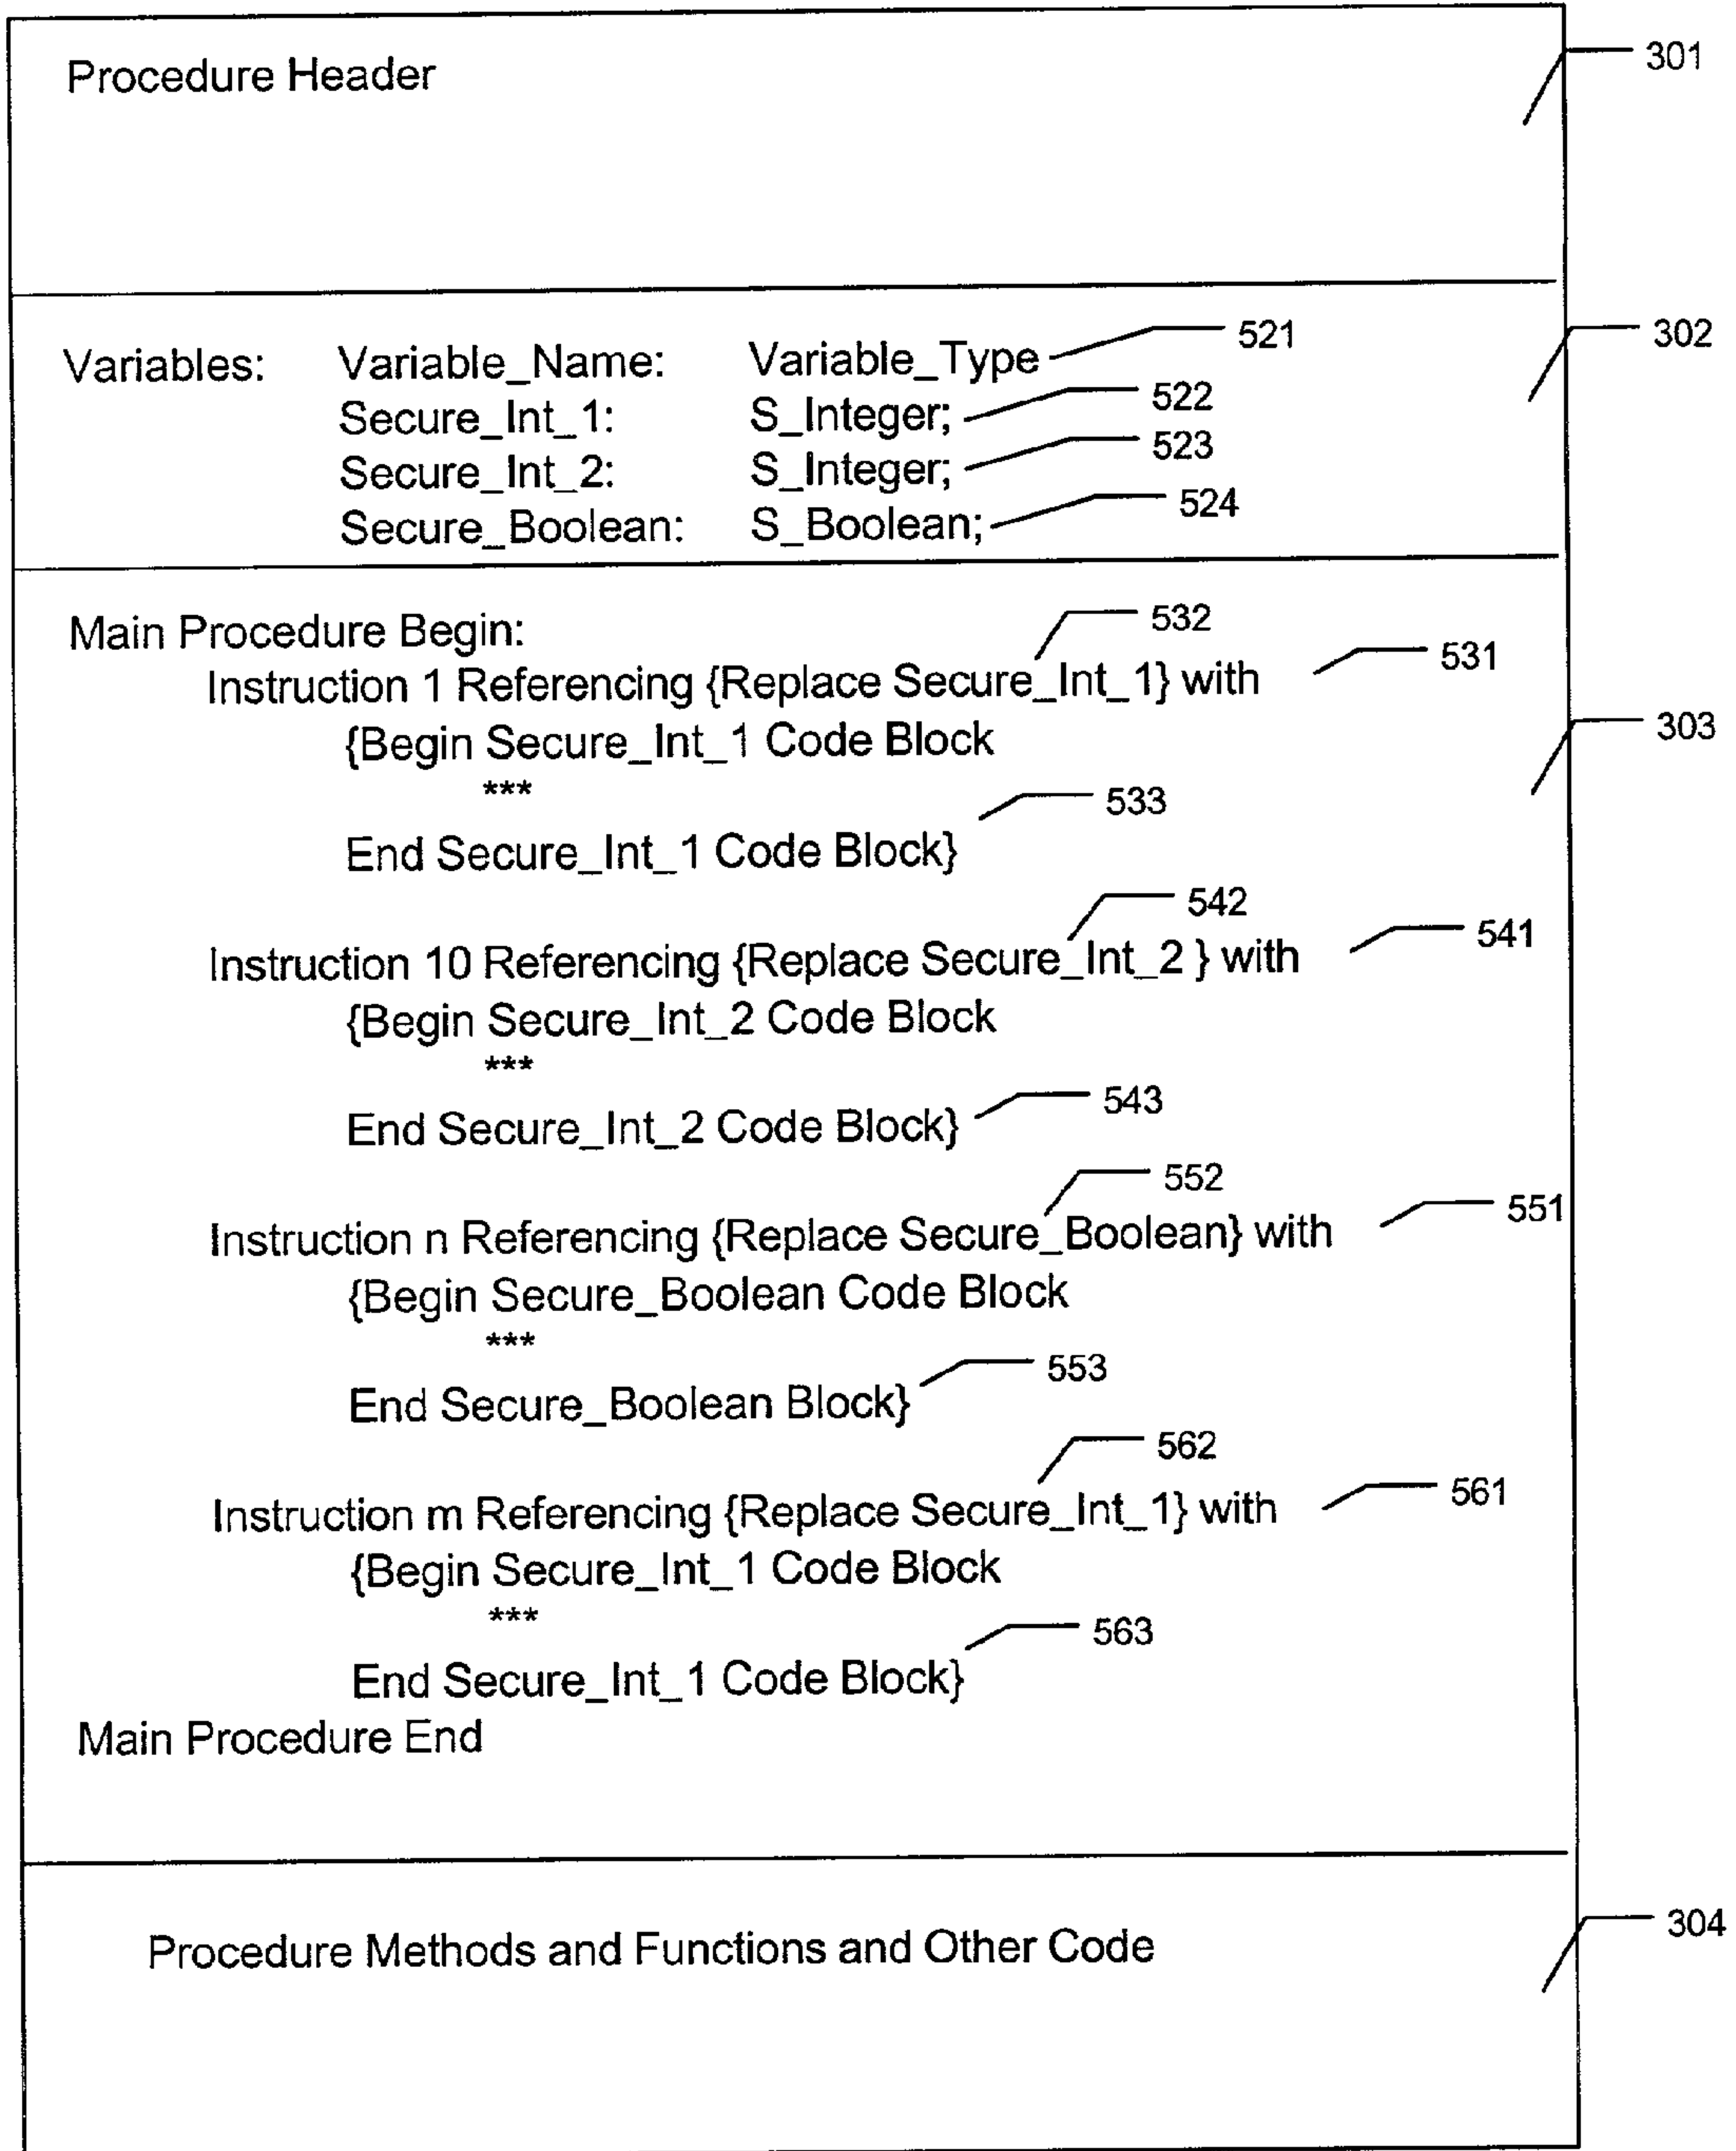 Procedure Header 301
Variables: Variable_Name: Variable_Type 521 302
Secure_Int_1: S_Integer; 522
Secure_Int_2: S_Integer; 523
Secure_Boolean: S_Boolean; 524
Main Procedure Begin: 532
Instruction 1 Referencing {Replace Secure_Int_1} with 531
{Begin Secure_Int_1 Code Block 303
***
533
End Secure_Int_1 Code Block}
542
Instruction 10 Referencing {Replace Secure_Int_2 } with 541
{Begin Secure_Int_2 Code Block
***
End Secure_Int_2 Code Block} 543
552
Instruction n Referencing {Replace Secure_Boolean} with 551
{Begin Secure_Boolean Code Block
***
End Secure_Boolean Block} 553
562
Instruction m Referencing {Replace Secure_Int_1} with 561
{Begin Secure_Int_1 Code Block
***
563
End Secure_Int_1 Code Block}
Main Procedure End
Procedure Methods and Functions and Other Code 304